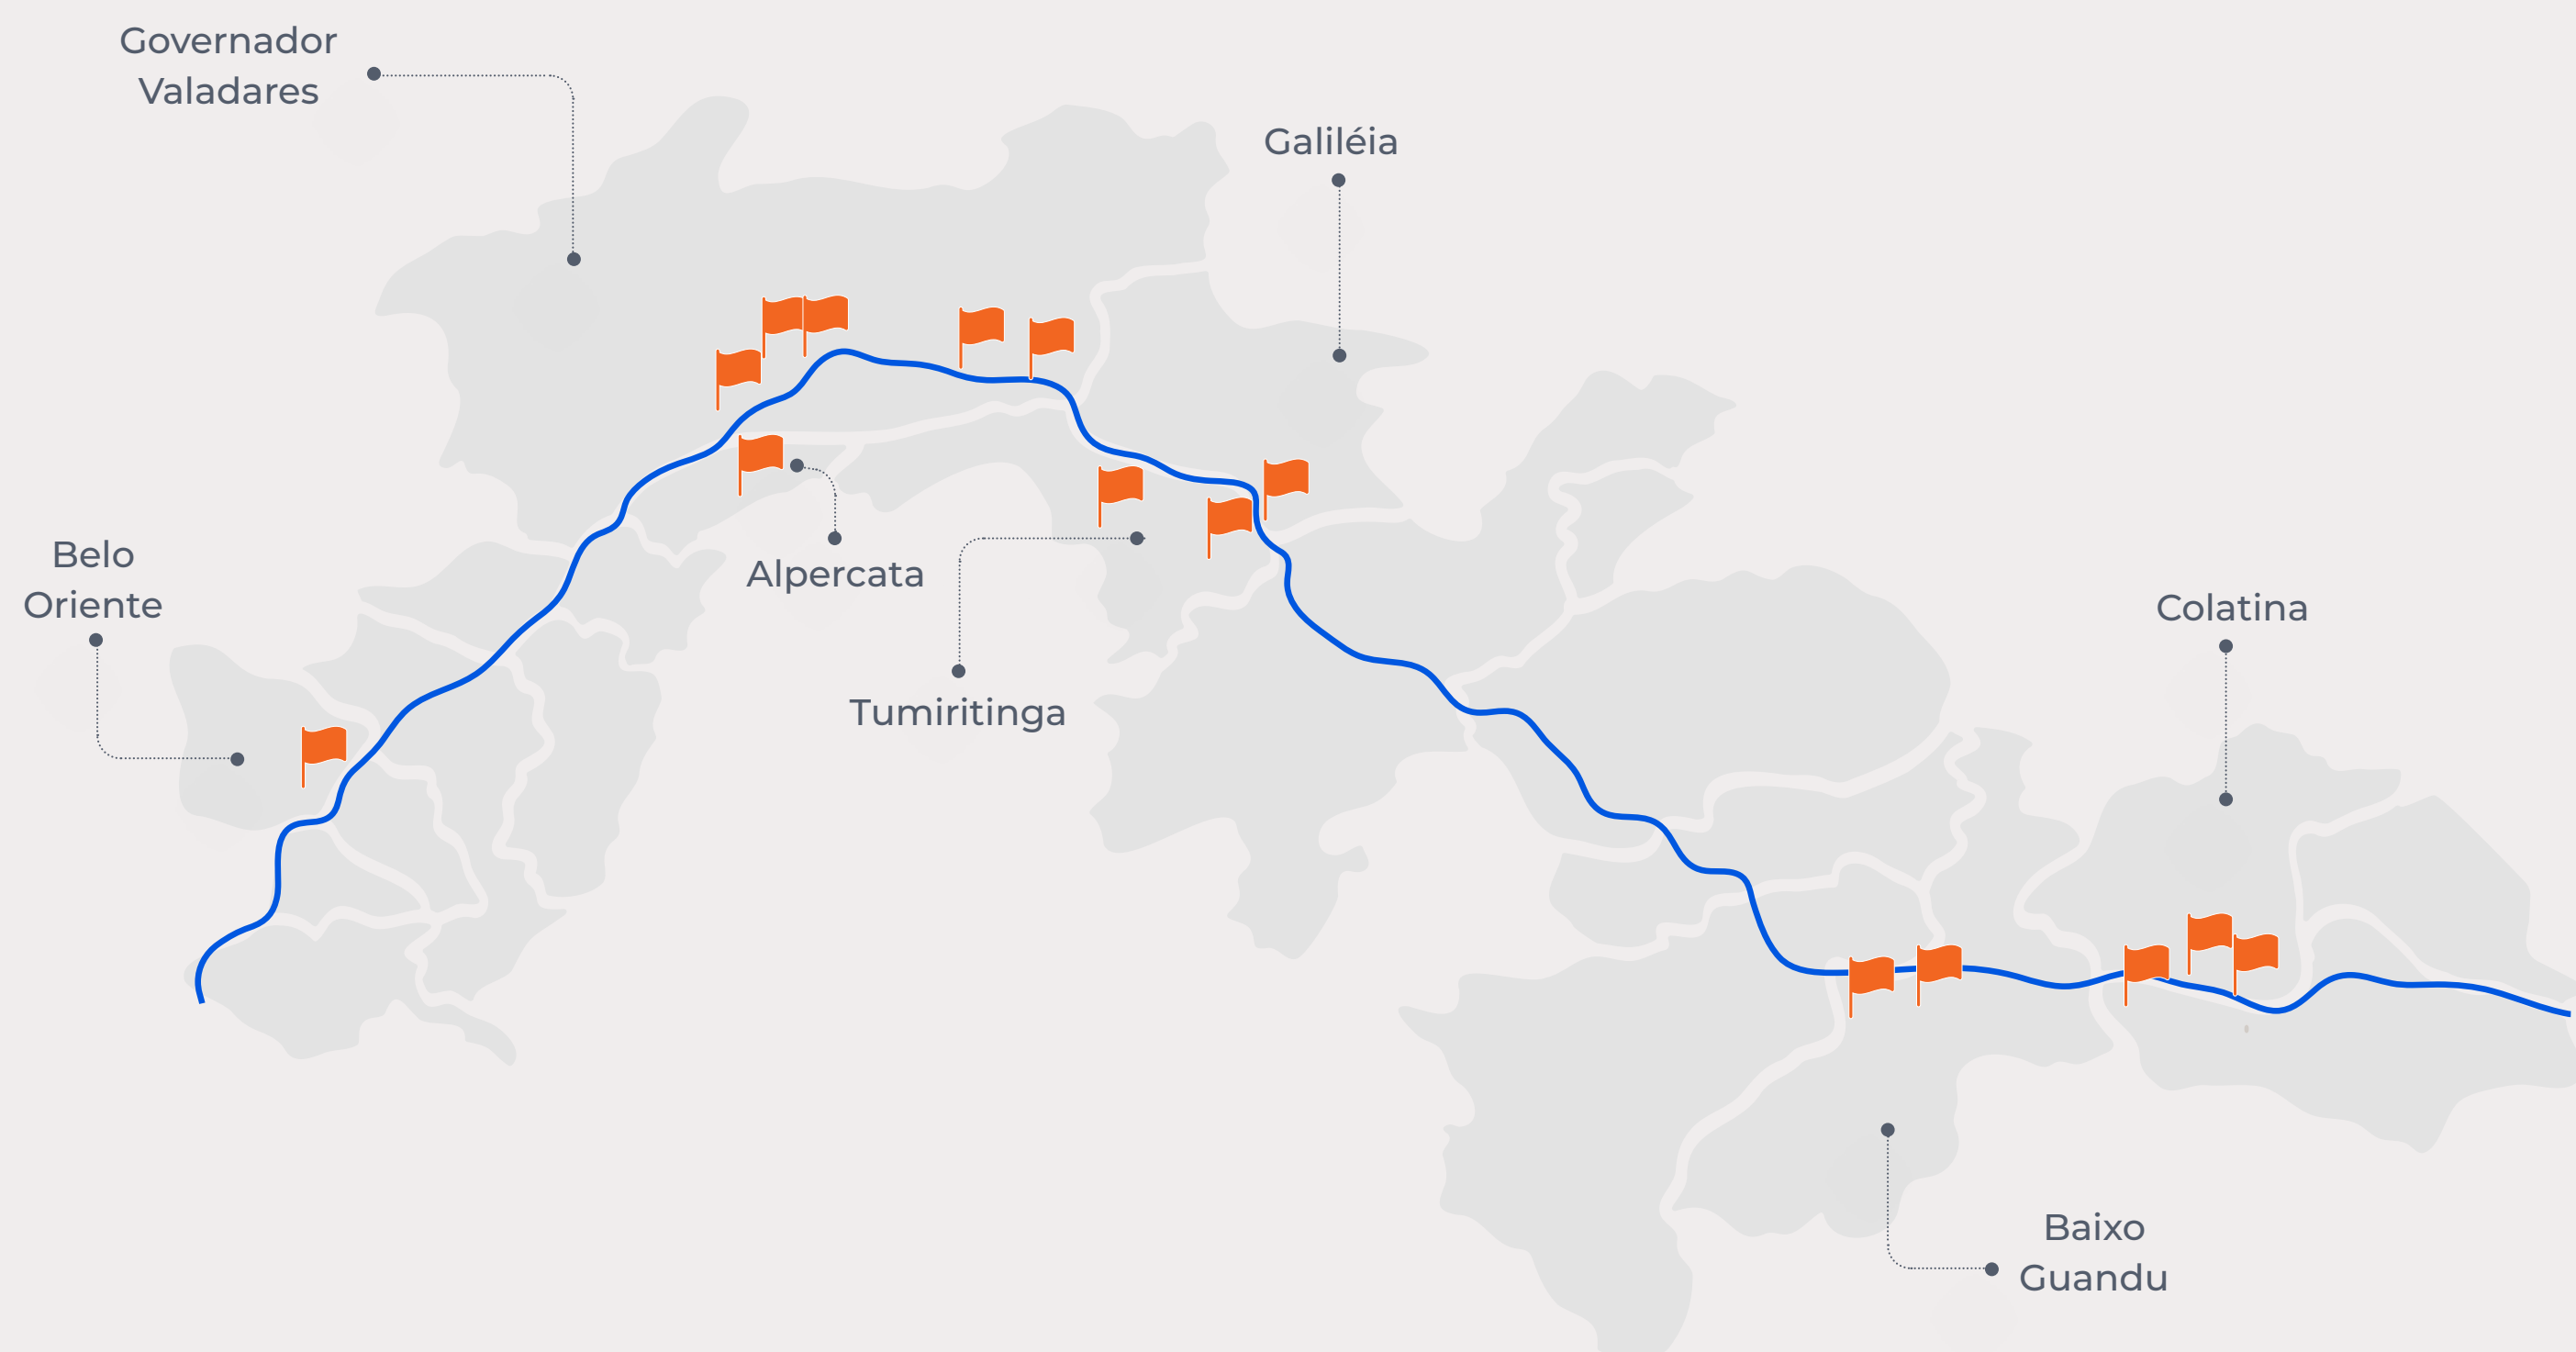 Governador
Valadares
Galiléia
Belo
Oriente
Alpercata
Tumiritinga
Colatina
Baixo
Guandu